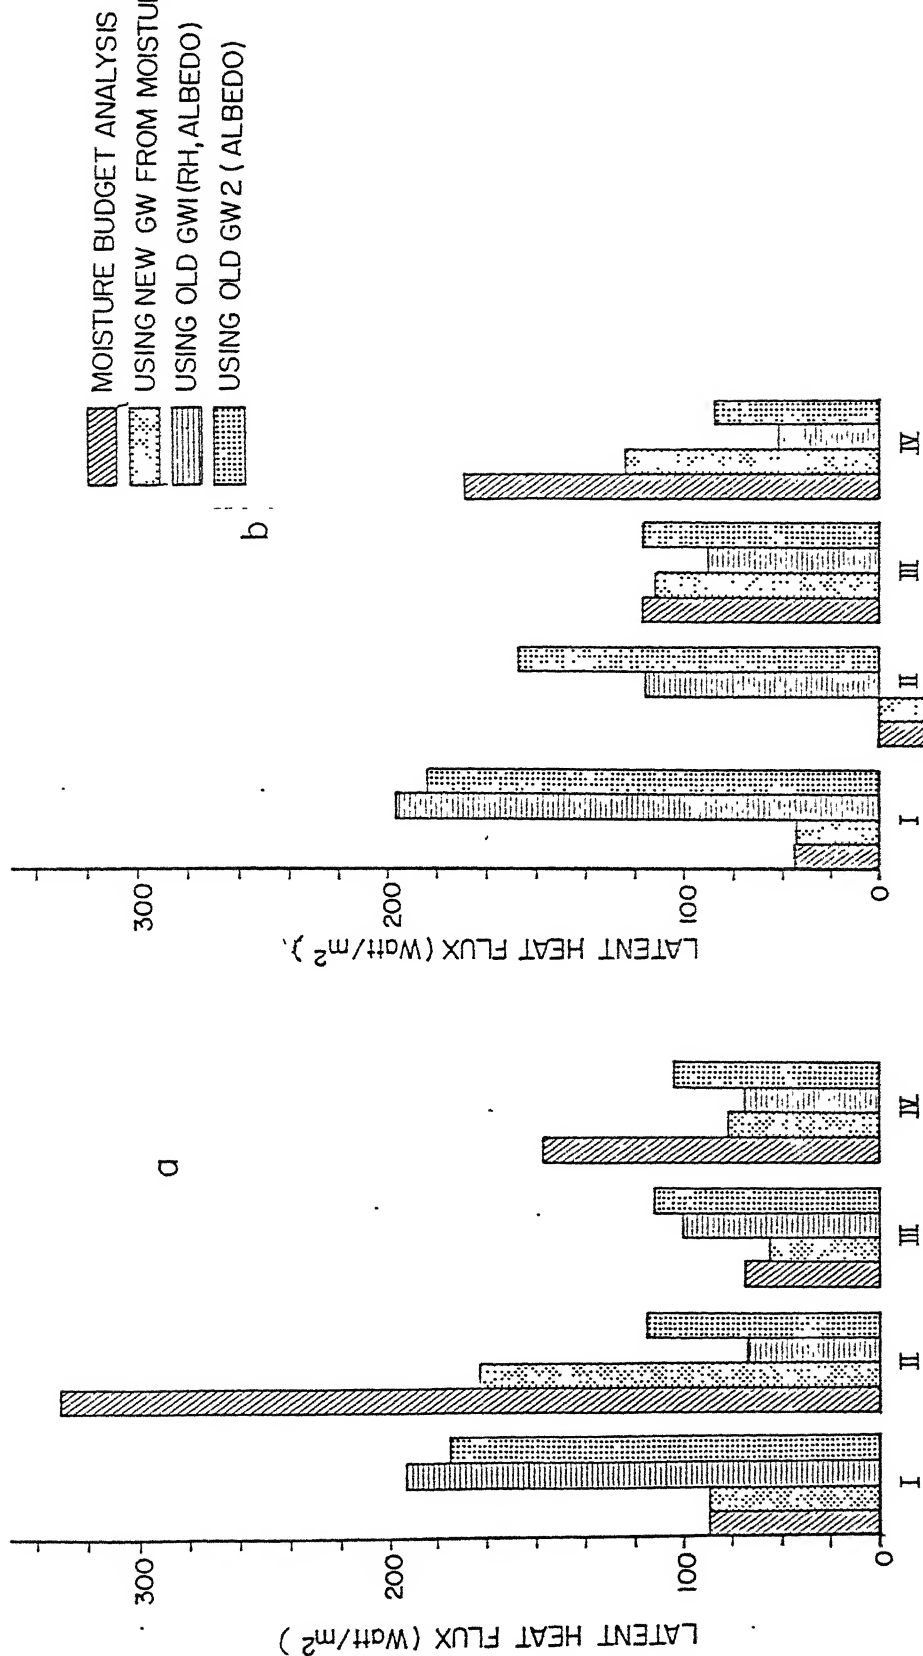 MOISTURE BUDGET ANALYSIS
USING NEW GW FROM
USING OLD GW1(RH,ALBEDO)
USING OLD GW2 (ALBEDO)
a
LATENT HEAT FLUX (Watt/m²)
300
200
100
0
I
II
III
IV
b
LATENT HEAT FLUX (Watt/m²).
300
200
100
0
I
II
III
IV